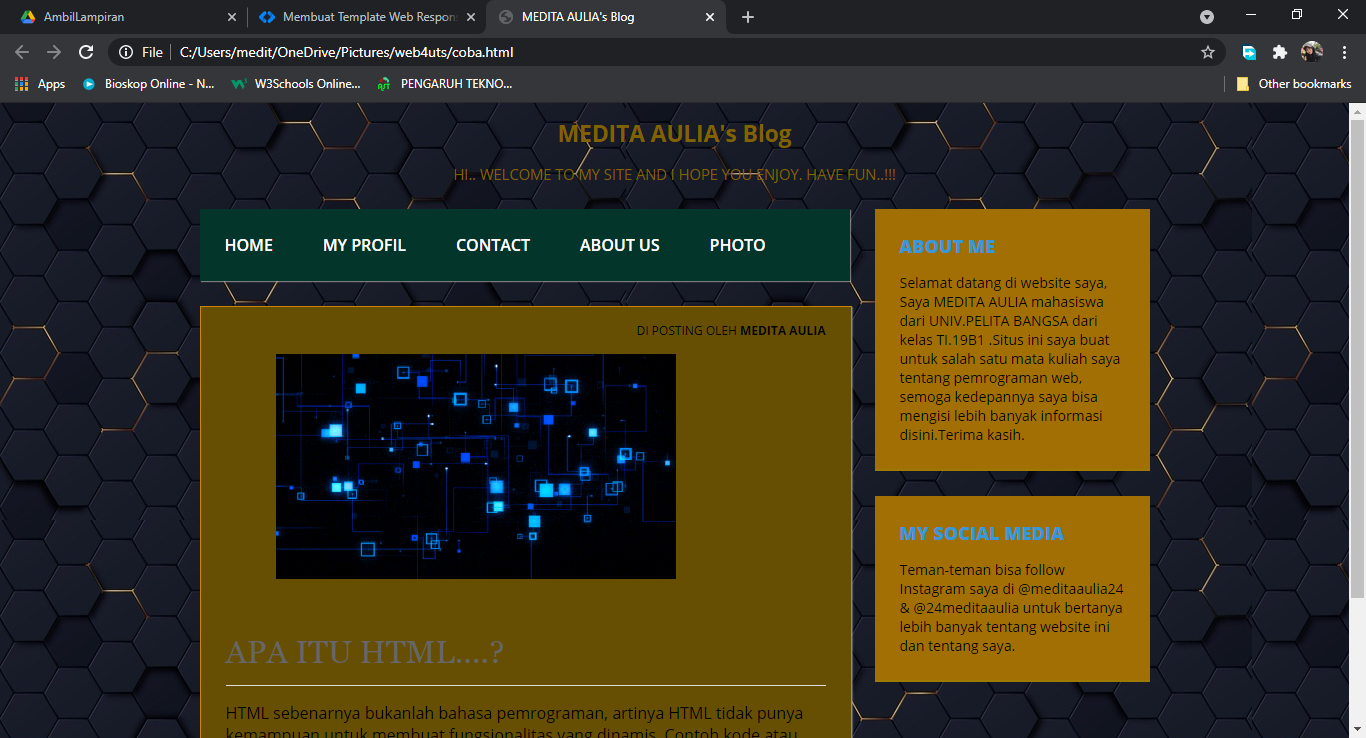 AmbilLampiran
Membuat Template Web Respons
MEDITA AULIA's Blog
File
C:/Users/medit/OneDrive/Pictures/web4uts/coba.html
Apps
Bioskop Online - N...
W3Schools Online...
PENGARUH TEKNO...
Other bookmarks
MEDITA AULIA's Blog
HI.. WELCOME TO MY SITE AND I HOPE YOU ENJOY. HAVE FUN..!!!
HOME MY PROFIL CONTACT ABOUT US PHOTO
DI POSTING OLEH MEDITA AULIA
APA ITU HTML....?
HTML sebenarnya bukanlah bahasa pemrograman, artinya HTML tidak punya
kemampuan untuk membuat fungsionalitas yang dinamis. Contoh kode atau
ABOUT ME
Selamat datang di website saya,
Saya MEDITA AULIA mahasiswa
dari UNIV.PELITA BANGSA dari
kelas TI.19B1 .Situs ini saya buat
untuk salah satu mata kuliah saya
tentang pemrograman web,
semoga kedepannya saya bisa
mengisi lebih banyak informasi
disini.Terima kasih.
MY SOCIAL MEDIA
Teman-teman bisa follow
Instagram saya di @meditaaulia24
& @24meditaaulia untuk bertanya
lebih banyak tentang website ini
dan tentang saya.